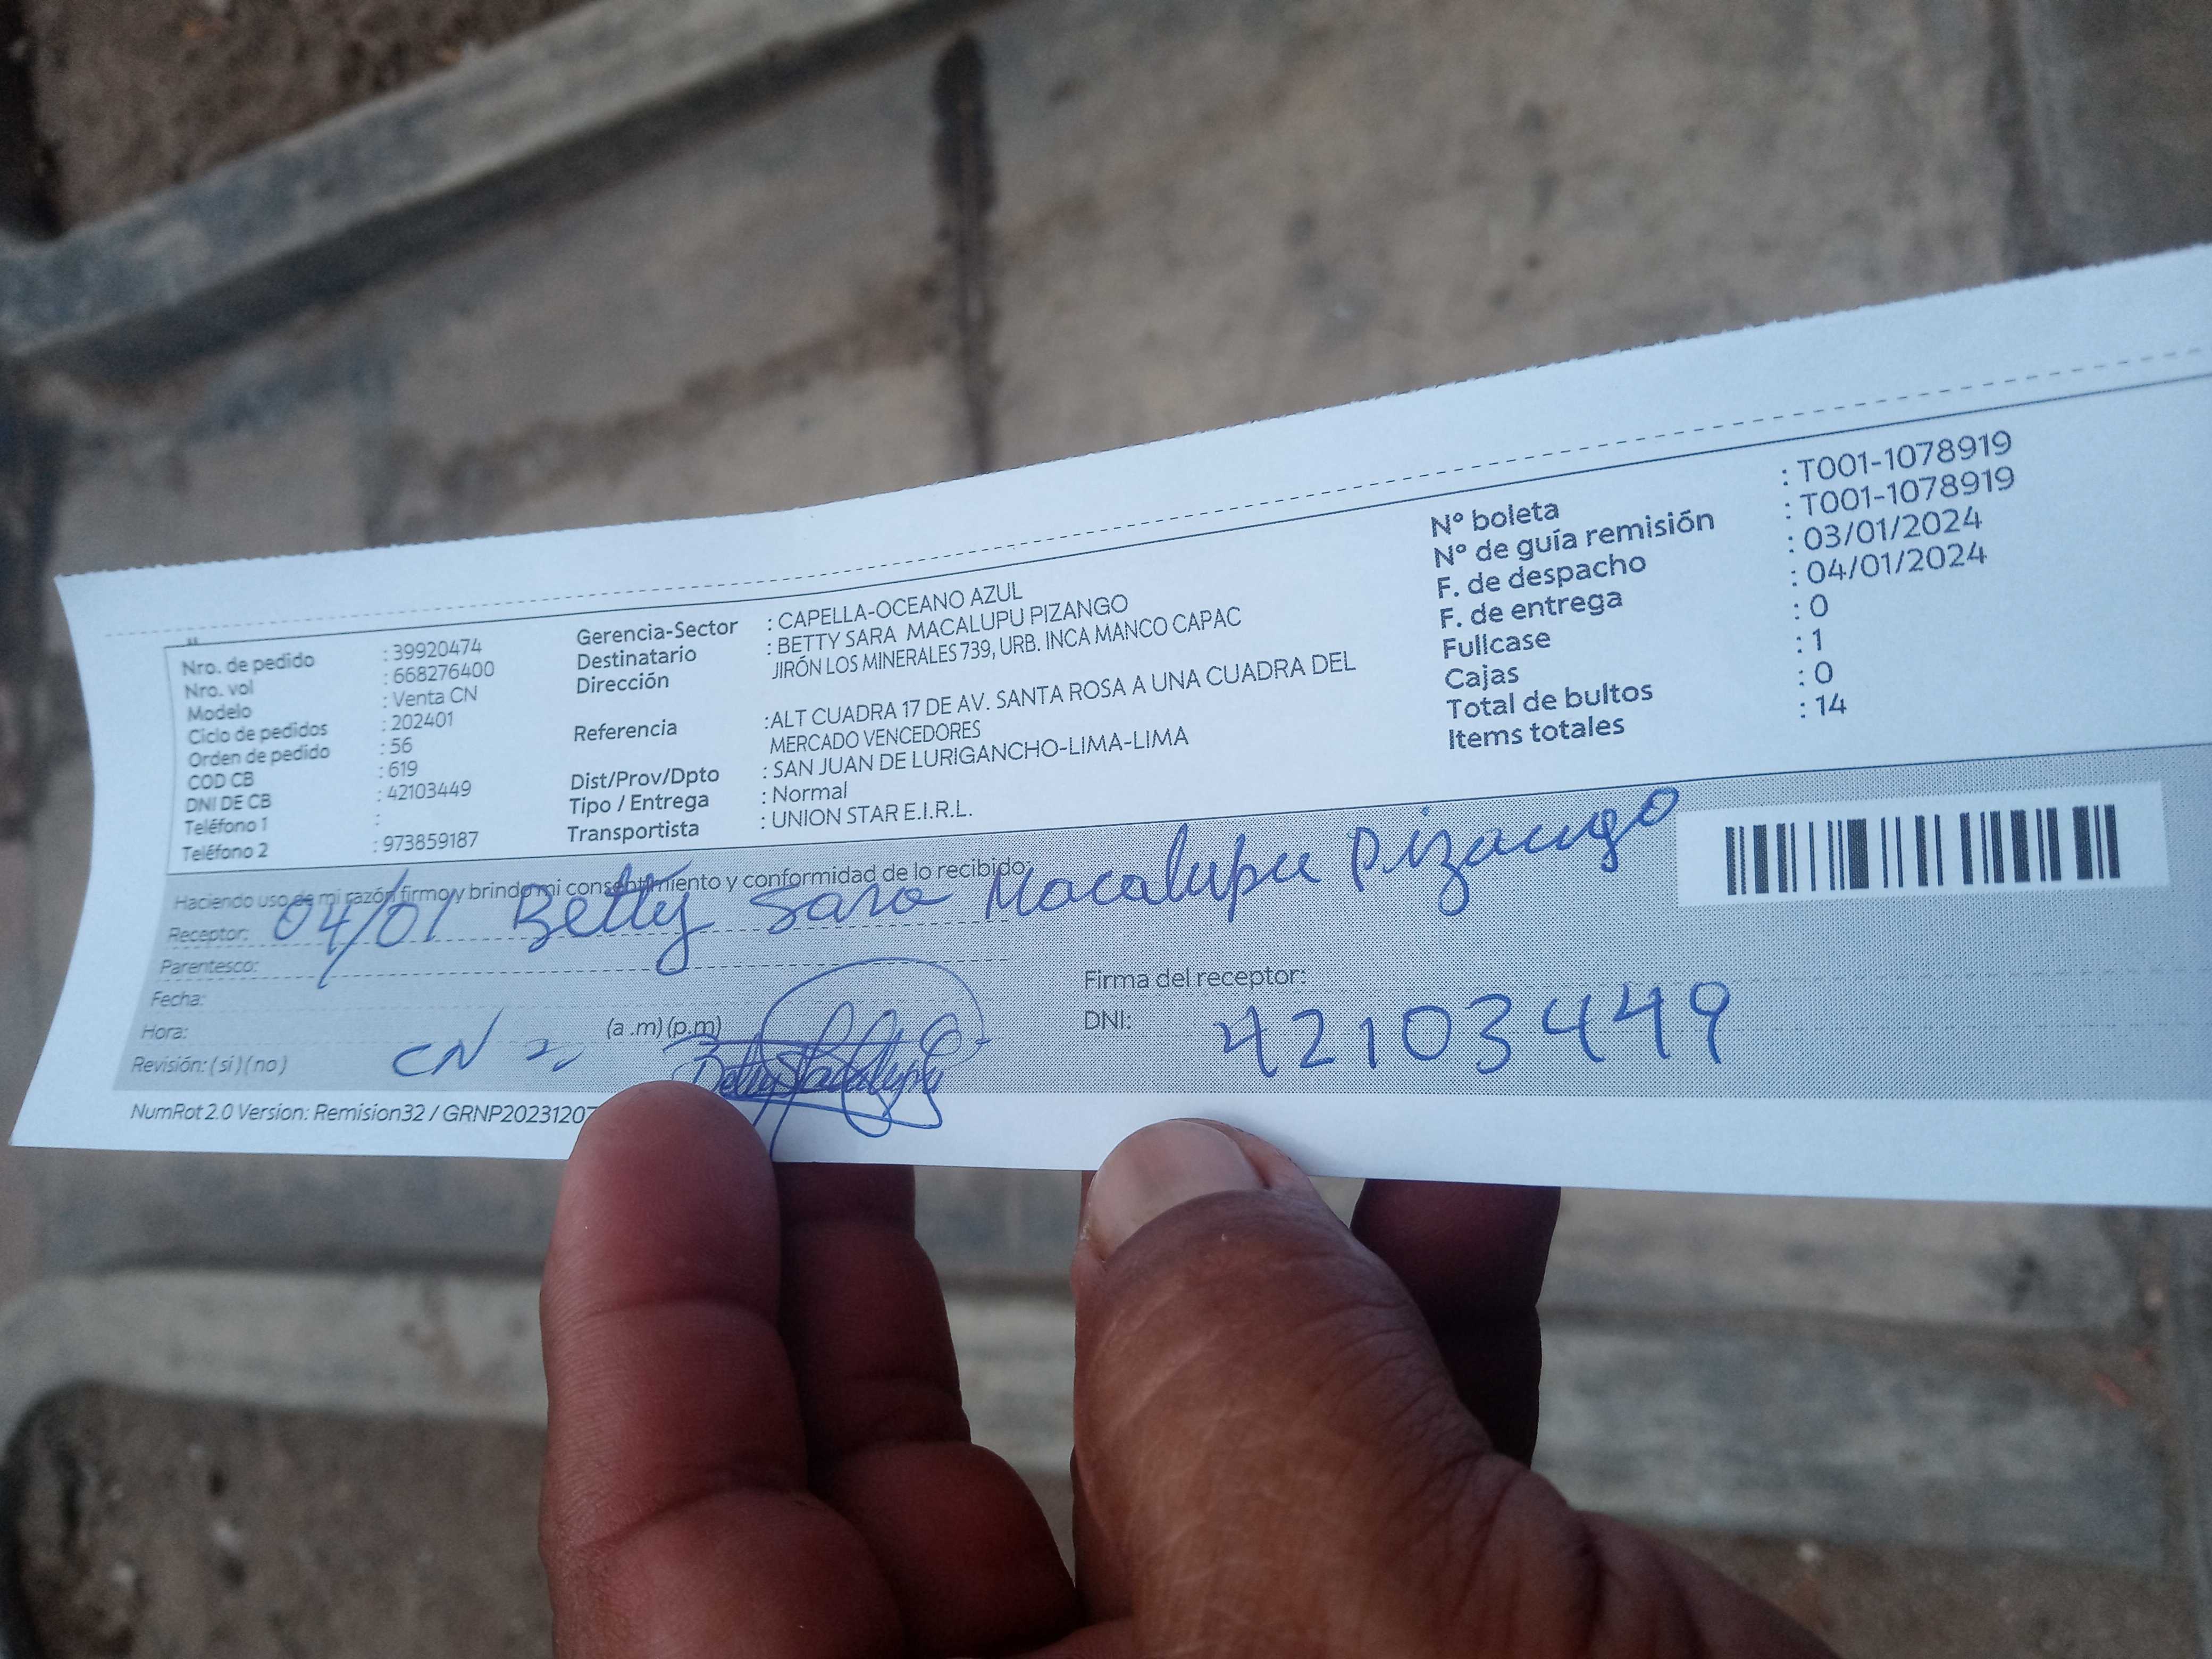 Nro. de pedido : 39920474
Nro. vol : 668276400
Modelo : Venta CN
Ciclo de pedidos : 202401
Orden de pedido : 56
COD CB : 619
DNI DE CB : 42103449
Teléfono 1 :
Teléfono 2 : 973859187
Gerencia-Sector : CAPELLA-OCEANO AZUL
Destinatario : BETTY SARA MACALUPU PIZANGO
Dirección JIRÓN LOS MINERALES 739, URB. INCA MANCO CAPAC
Referencia :ALT CUADRA 17 DE AV. SANTA ROSA A UNA CUADRA DEL
MERCADO VENCEDORES
Dist/Prov/Dpto : SAN JUAN DE LURIGANCHO-LIMA-LIMA
Tipo / Entrega : Normal
Transportista : UNION STAR E.I.R.L.
N° boleta : T001-1078919
N° de guía remisión : T001-1078919
F. de despacho : 03/01/2024
F. de entrega : 04/01/2024
Fullcase : 0
Cajas : 1
Total de bultos : 0
Items totales : 14
Haciendo uso de mi razón firmo y brindo mi consentimiento y conformidad de lo recibido:
Receptor: 04/01 Betty Sara Macalupu Pizango
Parentesco:
Fecha:
Hora: (a .m) (p.m)
Revisión: ( si ) ( no ) CN
Firma del receptor:
DNI: 42103449
NumRot 2.0 Version: Remision32 / GRNP20231207